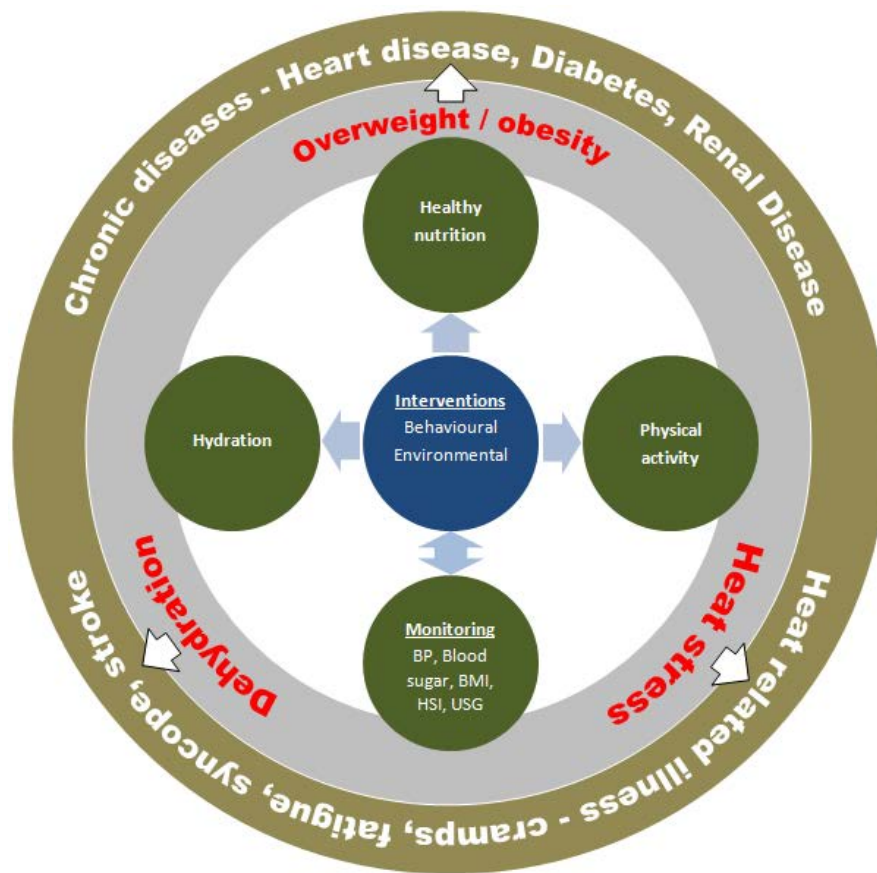 Chronic diseases - Heart disease, Diabetes, Renal Disease
Overweight / obesity
Healthy
nutrition
Interventions
Behavioural
Environmental
Hydration
Physical
activity
Monitoring
BP, Blood
sugar, BMI,
HSI, USG
Dehydration
Heat stress
Heat related illness - cramps, fatigue, syncope, stroke